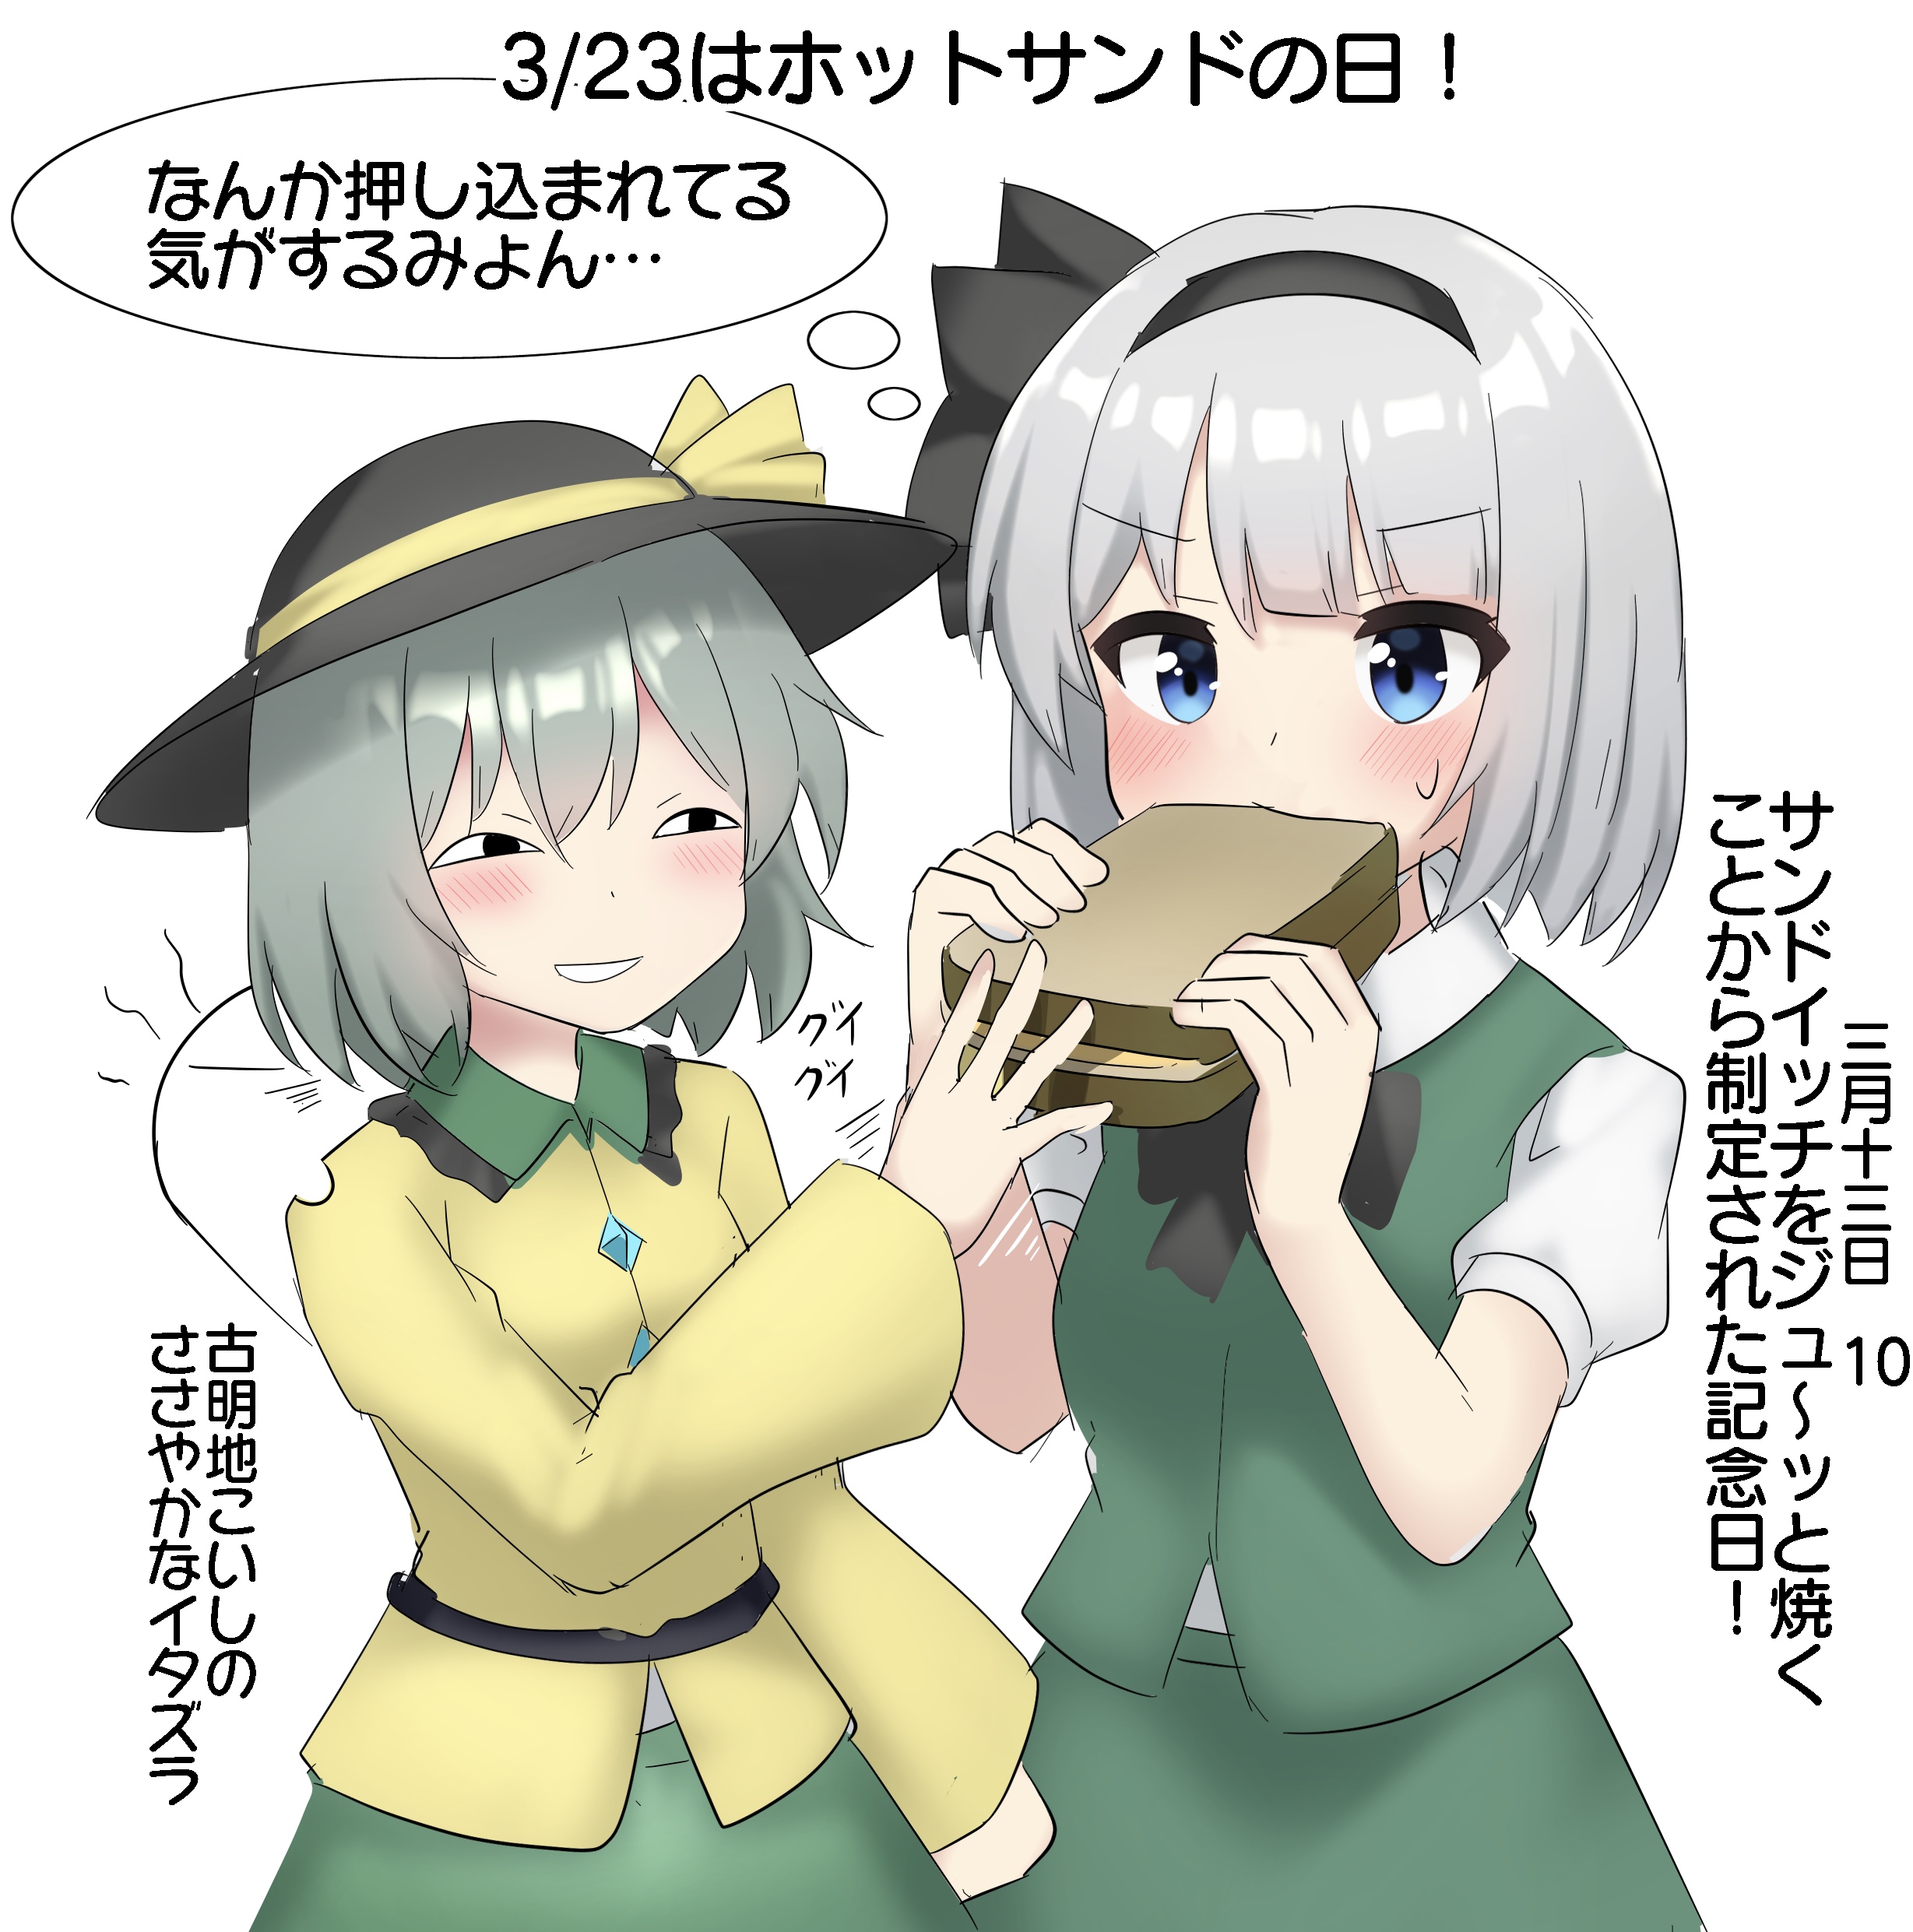 3/23はホットサンドの日!
なんか押し込まれてる
気がするみよん…
グイ
グイ
三月十三日 10
サンドイッチをジュ〜ッと焼く
ことから制定された記念日!
古明地こいしの
ささやかなイタズラ